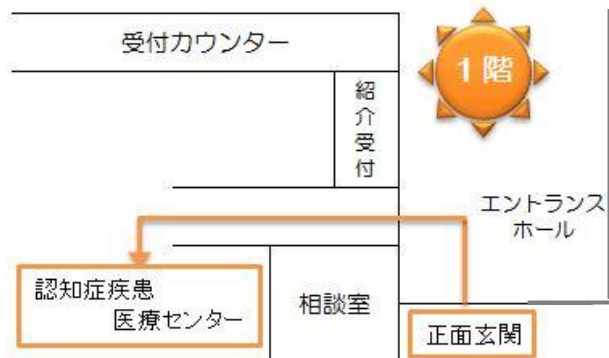 受付カウンター
1階
紹介受付
エントランス
ホール
認知症疾患
医療センター
相談室
正面玄関